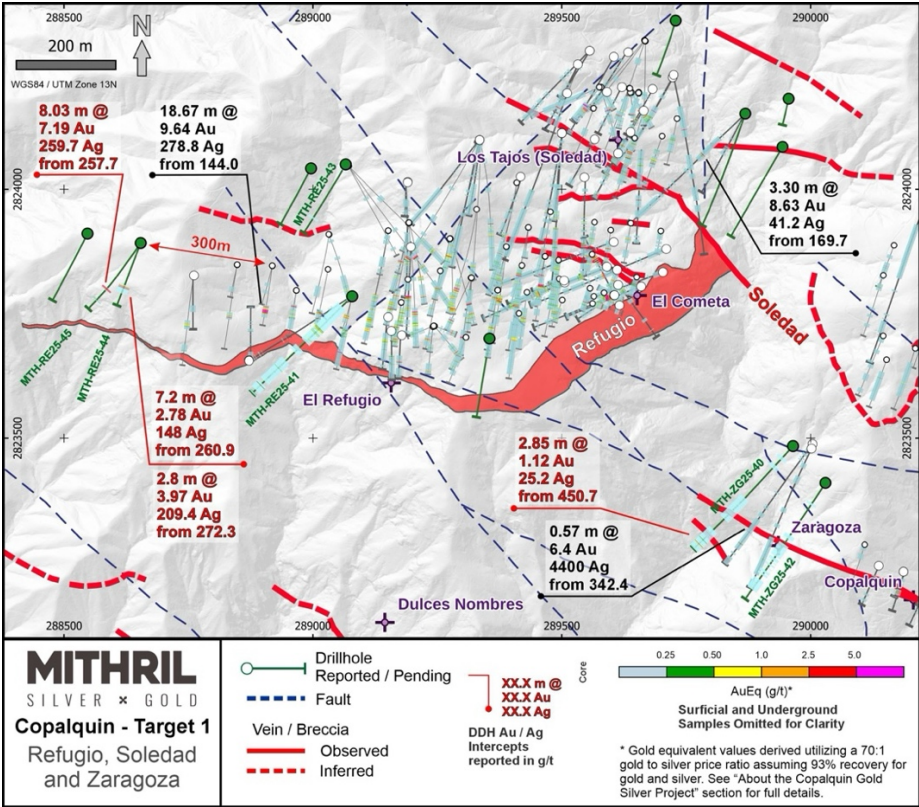 288500
289000
289500
290000
N
200 m
WGS84 / UTM Zone 13N
8.03 m @
7.19 Au
259.7 Ag
from 257.7
18.67 m @
9.64 Au
278.8 Ag
from 144.0
Los Tajos (Soledad)
MTH-RE25-43
2824000
2824000
3.30 m @
8.63 Au
41.2 Ag
from 169.7
300m
El Cometa
Soledad
Refugio
MTH-RE25-45
MTH-RE25-44
MTH-RE25-41
El Refugio
7.2 m @
2.78 Au
148 Ag
from 260.9
2.8 m @
3.97 Au
209.4 Ag
from 272.3
2823500
2823500
2.85 m @
1.12 Au
25.2 Ag
from 450.7
MTH-ZG25-40
0.57 m @
6.4 Au
4400 Ag
from 342.4
Zaragoza
MTH-ZG25-42
Copalquin
Dulces Nombres
288500
289000
289500
290000
MITHRIL
SILVER × GOLD
Copalquin - Target 1
Refugio, Soledad
and Zaragoza
Drillhole
Reported / Pending
Fault
Vein / Breccia
Observed
Inferred
XX.X m @
XX.X Au
XX.X Ag
DDH Au / Ag
Intercepts
reported in g/t
Core
0.25 0.50 1.0 2.5 5.0
AuEq (g/t)*
Surficial and Underground
Samples Omitted for Clarity
* Gold equivalent values derived utilizing a 70:1
gold to silver price ratio assuming 93% recovery for
gold and silver. See “About the Copalquin Gold
Silver Project” section for full details.